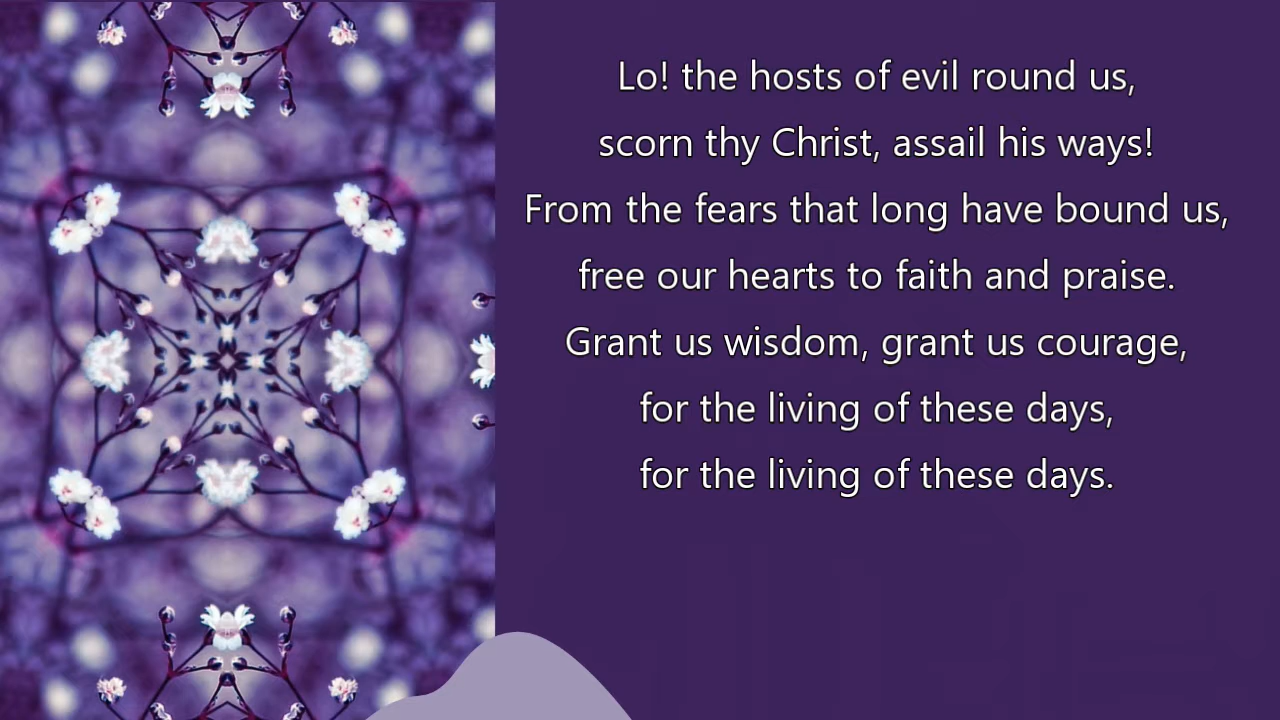 Lo! the hosts of evil round us,
scorn thy Christ, assail his ways!
From the fears that long have bound us,
free our hearts to faith and praise.
Grant us wisdom, grant us courage,
for the living of these days,
for the living of these days.